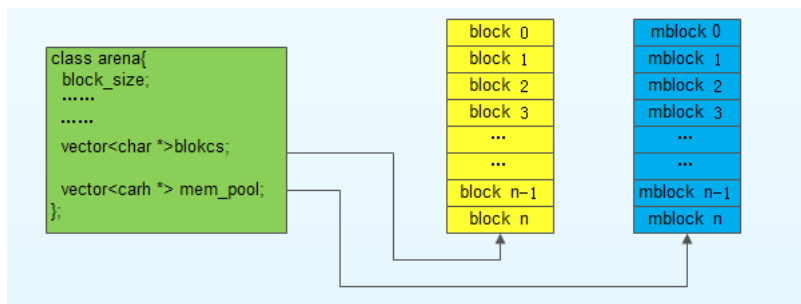 class arena{
block_size;
......
......
vector<char *>blokcs;
vector<carh *> mem_pool;
};
block 0
block 1
block 2
block 3
...
...
block n-1
block n
mblock 0
mblock 1
mblock 2
mblock 3
...
...
mblock n-1
mblock n